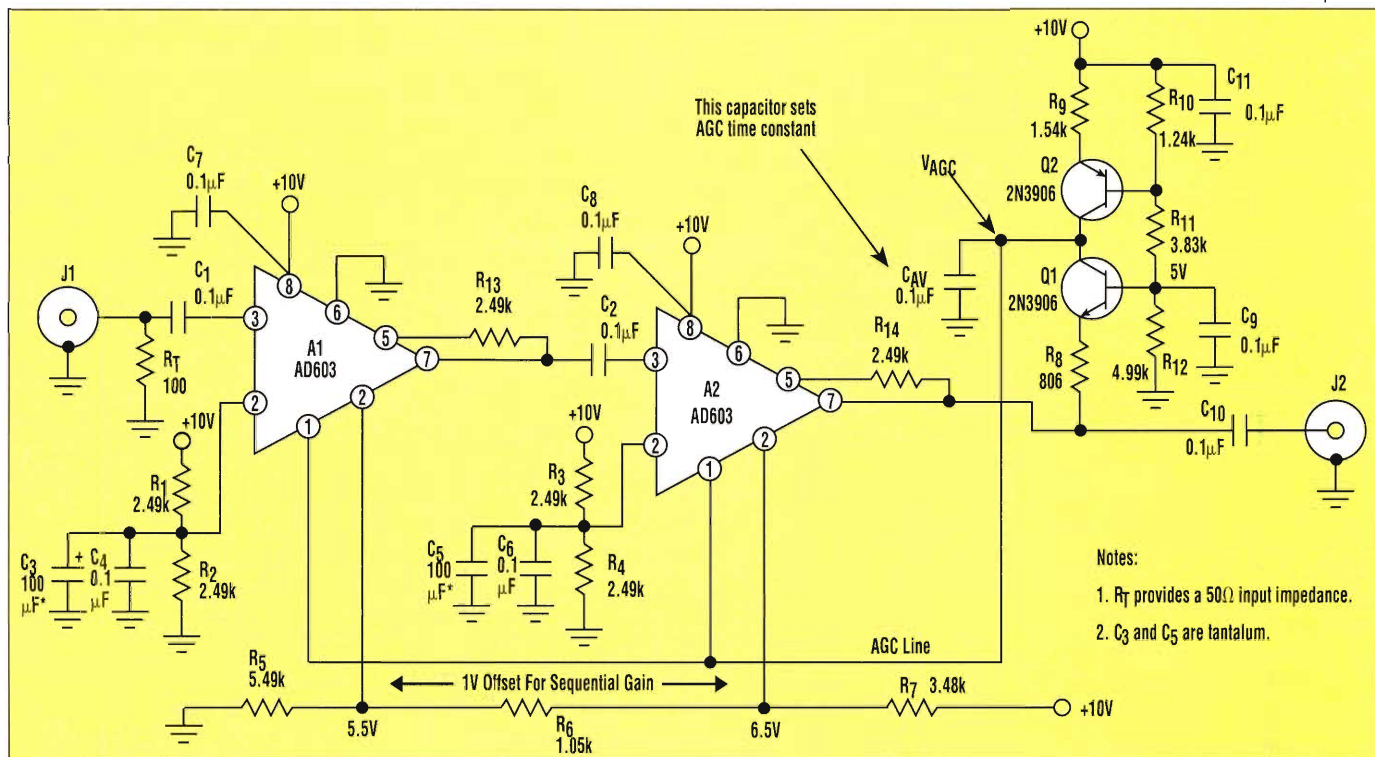 +10V
C11
0.1µF
R9
1.54k
R10
1.24k
This capacitor sets
AGC time constant
VAGC
Q2
2N3906
C7
0.1µF
+10V
C8
0.1µF
+10V
R11
3.83k
5V
J1
C1
0.1µF
8
6
3
A1
AD603
5
7
2
2
1
R13
2.49k
C2
0.1µF
CAV
0.1µF
Q1
2N3906
C9
0.1µF
RT
100
8
6
3
A2
AD603
5
7
2
2
1
R14
2.49k
R8
806
4.99k
R12
J2
C10
0.1µF
+10V
R1
2.49k
+10V
R3
2.49k
C3
100
µF*
+
C4
0.1
µF
R2
2.49k
C5
100
µF*
C6
0.1
µF
R4
2.49k
Notes:
1. RT provides a 50Ω input impedance.
2. C3 and C5 are tantalum.
AGC Line
R5
5.49k
1V Offset For Sequential Gain
R7 3.48k
+10V
5.5V
R6
1.05k
6.5V